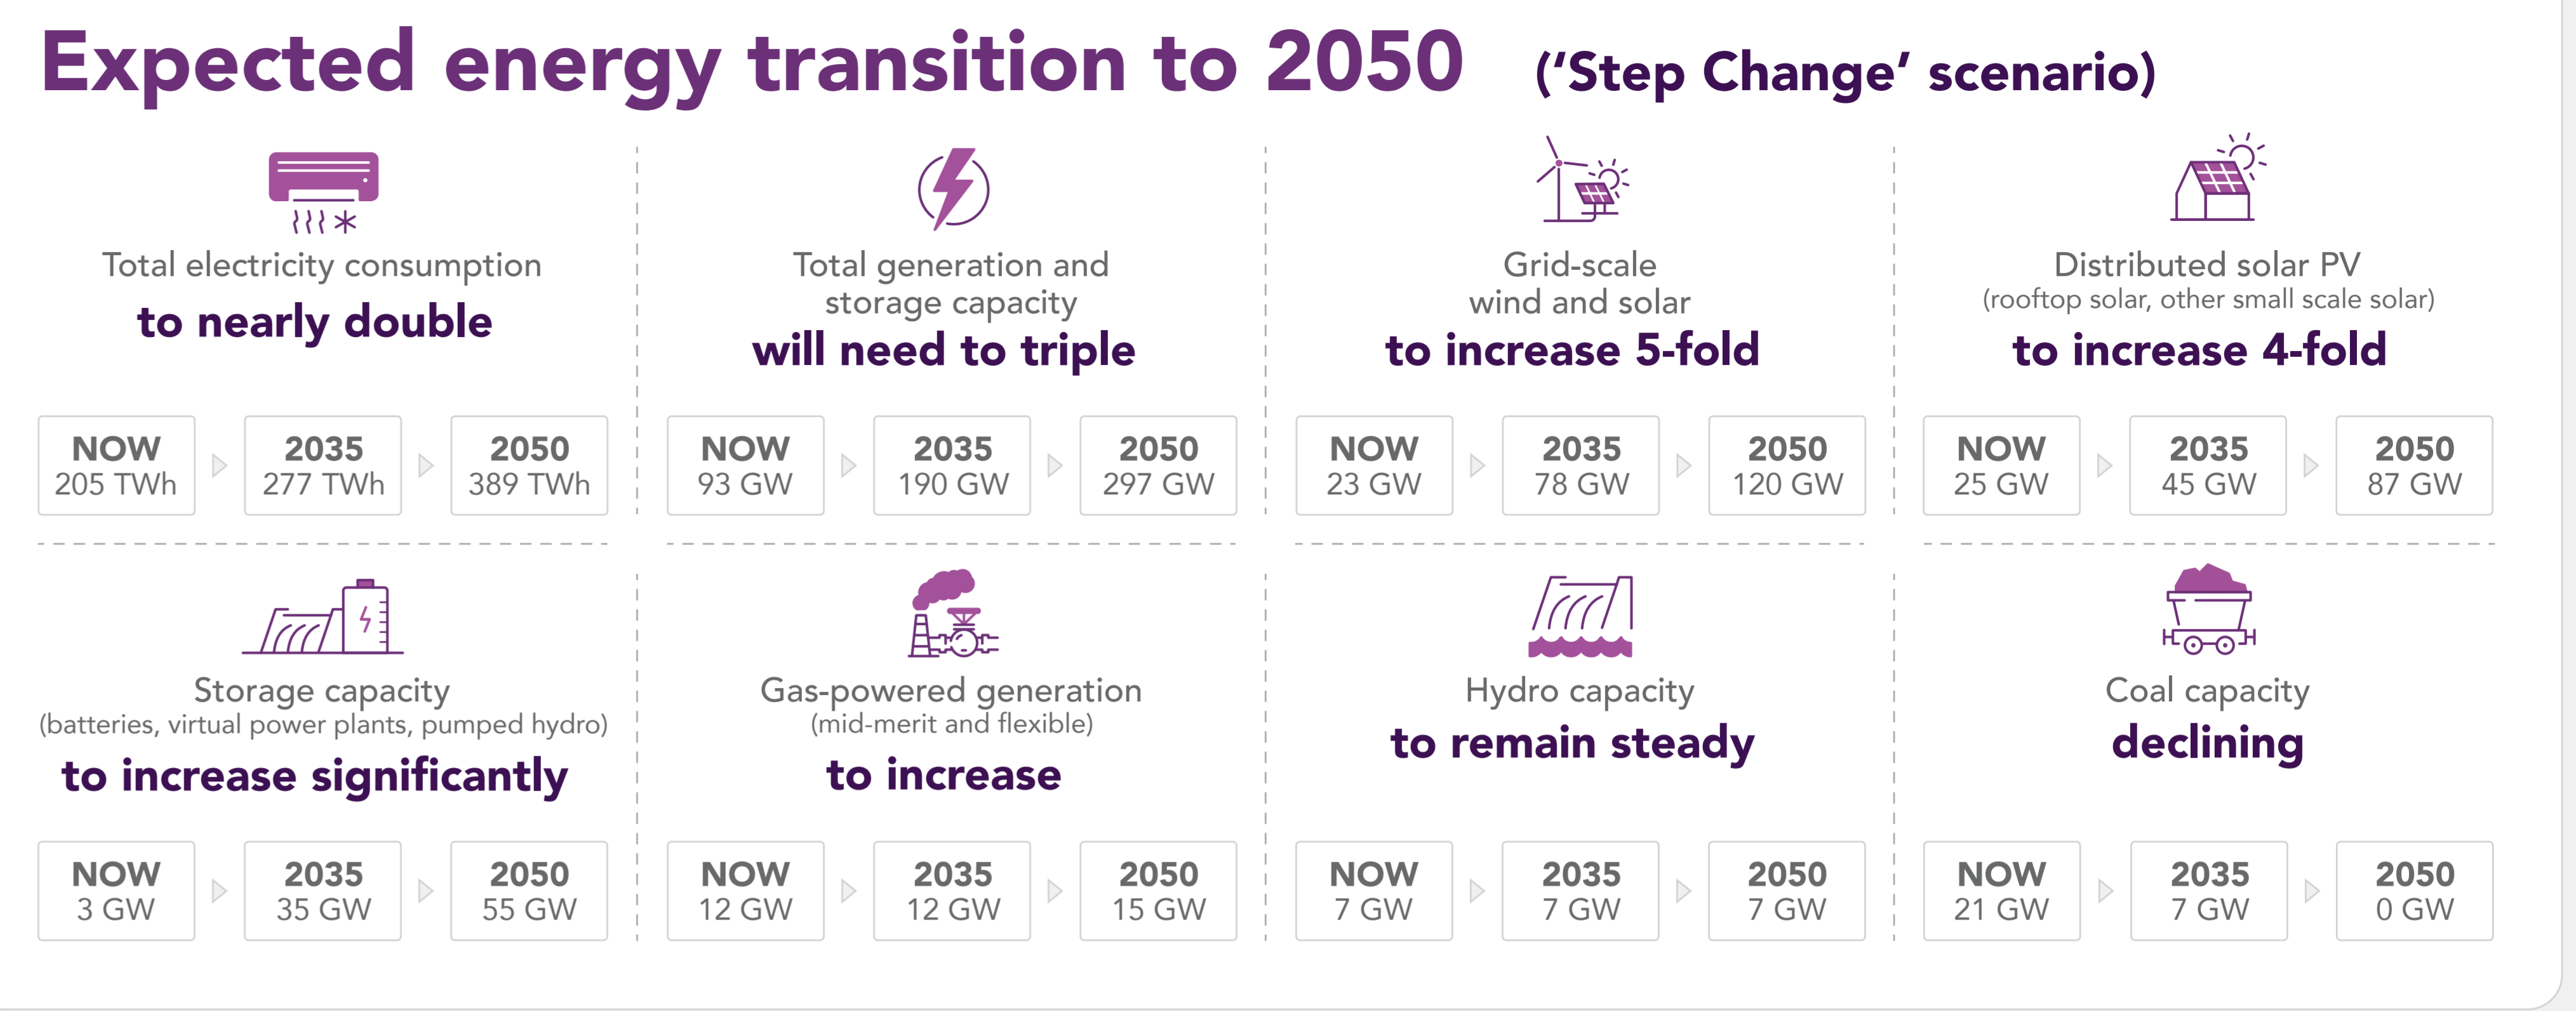 Expected energy transition to 2050 (‘Step Change’ scenario)
Total electricity consumption
to nearly double
NOW
205 TWh
2035
277 TWh
2050
389 TWh
Total generation and
storage capacity
will need to triple
NOW
93 GW
2035
190 GW
2050
297 GW
Grid-scale
wind and solar
to increase 5-fold
NOW
23 GW
2035
78 GW
2050
120 GW
Distributed solar PV
(rooftop solar, other small scale solar)
to increase 4-fold
NOW
25 GW
2035
45 GW
2050
87 GW
Storage capacity
(batteries, virtual power plants, pumped hydro)
to increase significantly
NOW
3 GW
2035
35 GW
2050
55 GW
Gas-powered generation
(mid-merit and flexible)
to increase
NOW
12 GW
2035
12 GW
2050
15 GW
Hydro capacity
to remain steady
NOW
7 GW
2035
7 GW
2050
7 GW
Coal capacity
declining
NOW
21 GW
2035
7 GW
2050
0 GW